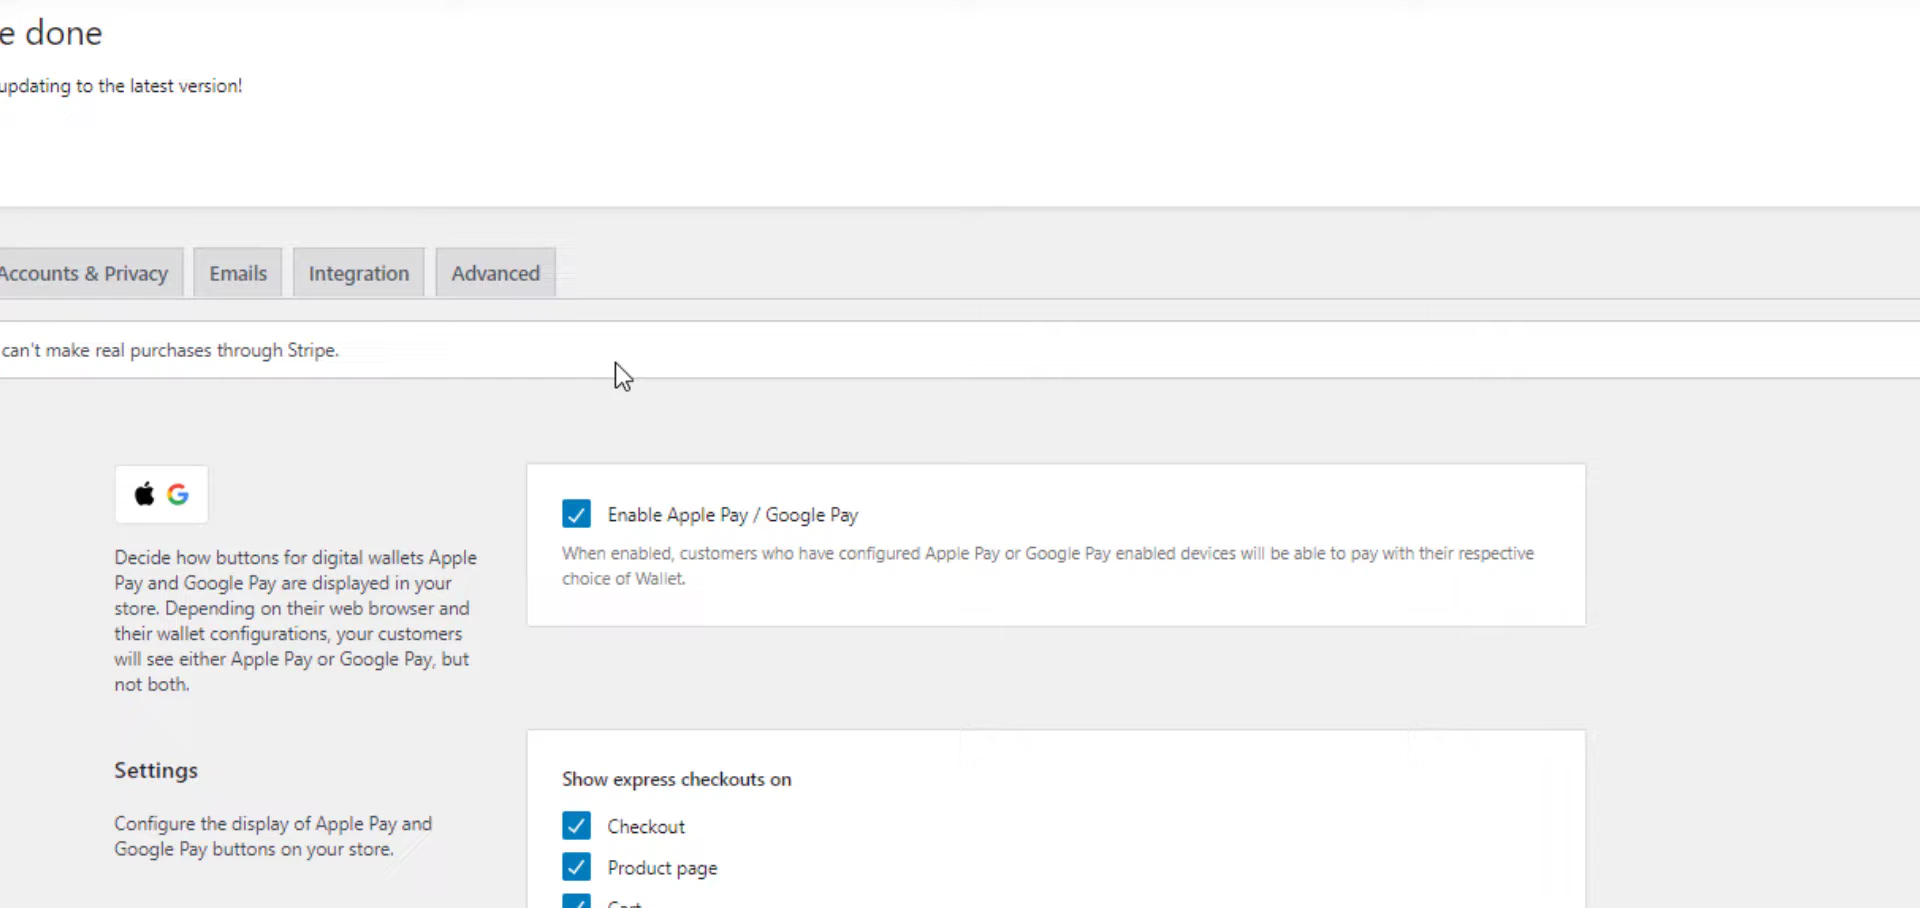 e done
updating to the latest version!
Accounts & Privacy
Emails
Integration
Advanced
can't make real purchases through Stripe.
Enable Apple Pay / Google Pay
When enabled, customers who have configured Apple Pay or Google Pay enabled devices will be able to pay with their respective
choice of Wallet.
Decide how buttons for digital wallets Apple
Pay and Google Pay are displayed in your
store. Depending on their web browser and
their wallet configurations, your customers
will see either Apple Pay or Google Pay, but
not both.
Settings
Configure the display of Apple Pay and
Google Pay buttons on your store.
Show express checkouts on
Checkout
Product page
Cart